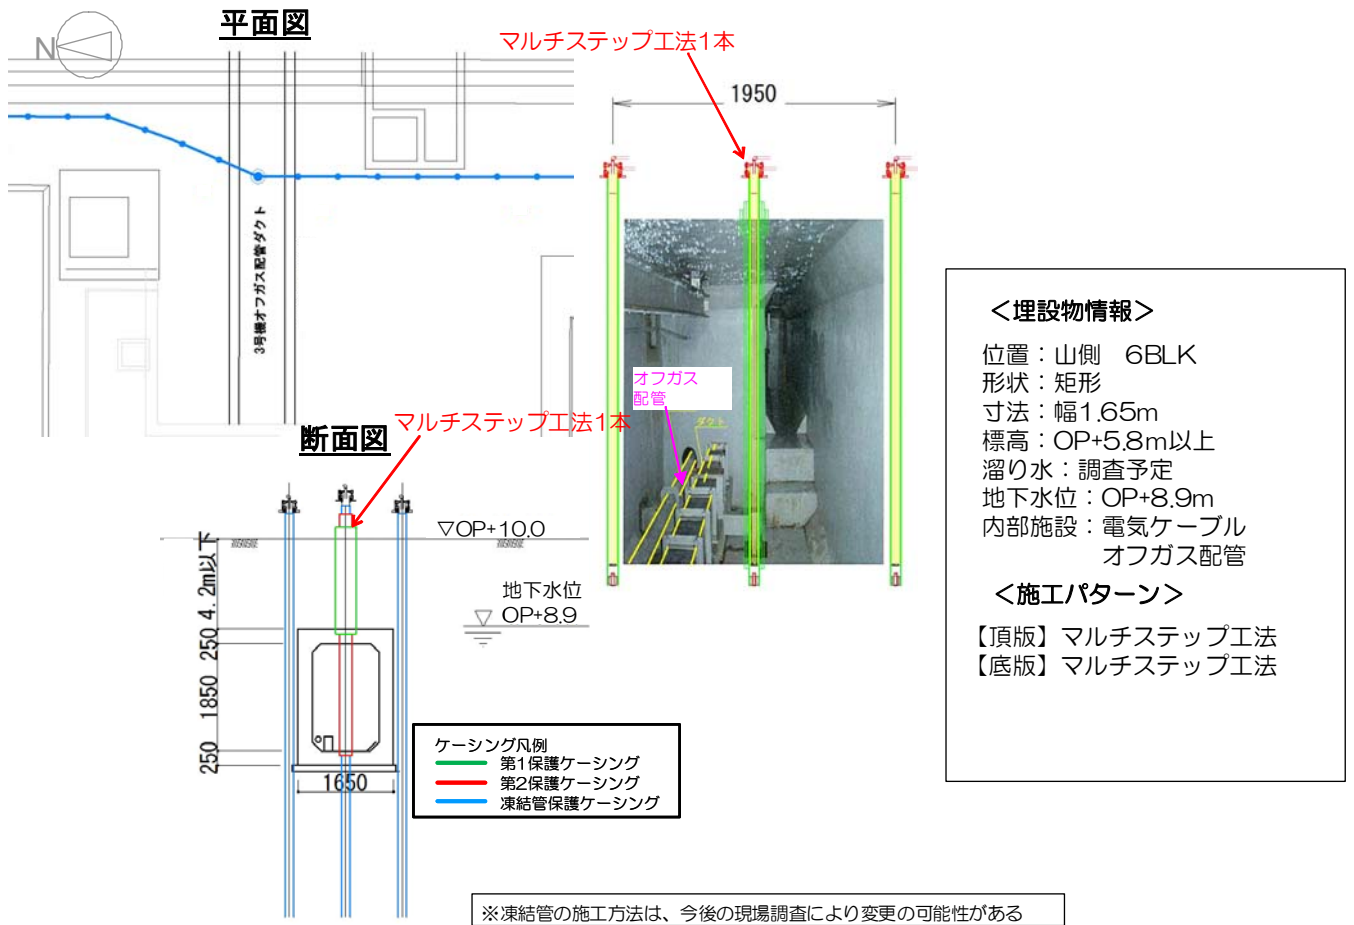 平面図
N
3号機オフガス配管ダクト
マルチステップ工法1本
1950
オフガス
配管
ダクト
断面図
マルチステップ工法1本
▽OP+10.0
地下水位
▽ OP+8.9
4.2m以下
250
1850
250
1650
ケーシング凡例
第1保護ケーシング
第2保護ケーシング
凍結管保護ケーシング
＜埋設物情報＞
位置：山側　6BLK
形状：矩形
寸法：幅1.65m
標高：OP+5.8m以上
溜り水：調査予定
地下水位：OP+8.9m
内部施設：電気ケーブル
オフガス配管
＜施工パターン＞
【頂版】マルチステップ工法
【底版】マルチステップ工法
※凍結管の施工方法は、今後の現場調査により変更の可能性がある